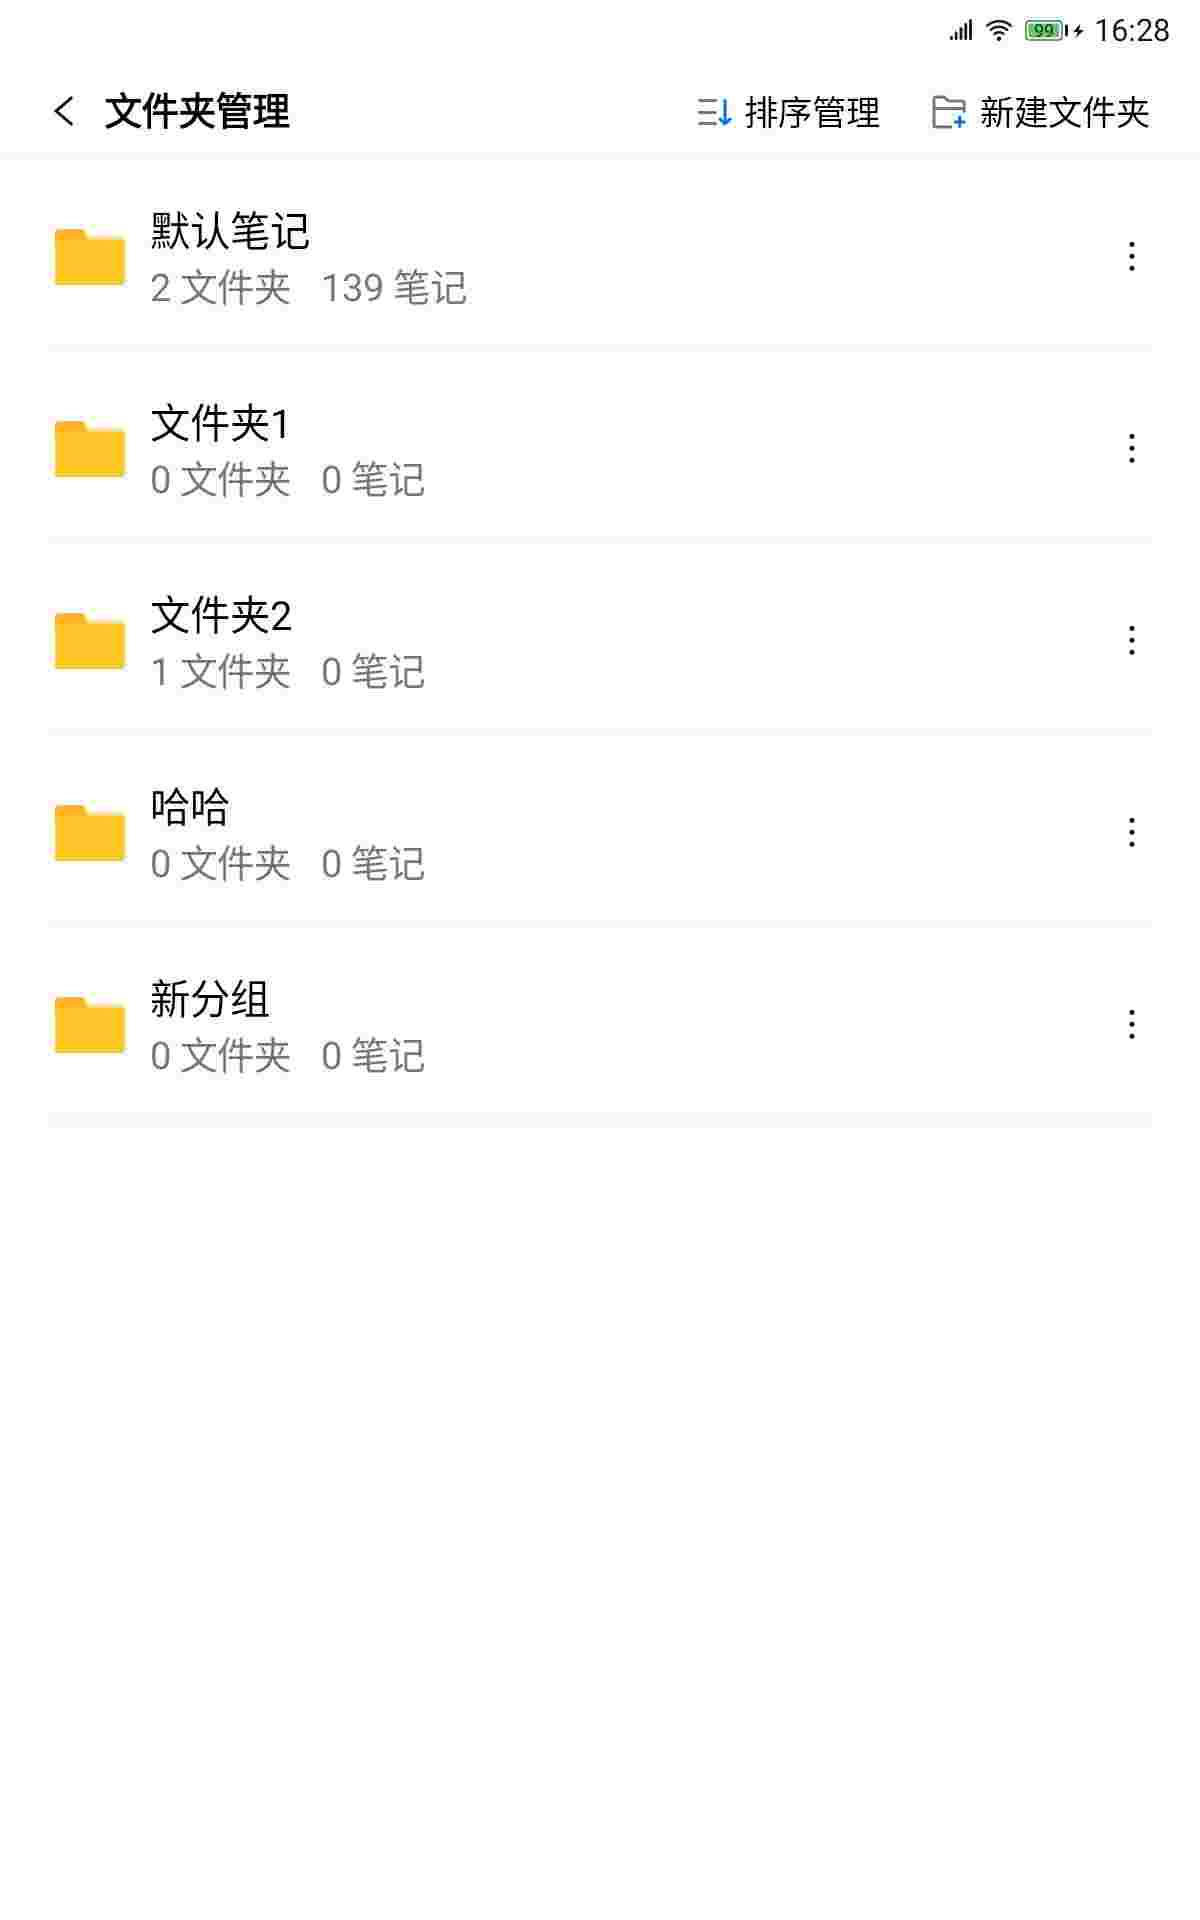 99 16:28
文件夹管理 排序管理 新建文件夹
默认笔记
2 文件夹 139 笔记
文件夹1
0 文件夹 0 笔记
文件夹2
1 文件夹 0 笔记
哈哈
0 文件夹 0 笔记
新分组
0 文件夹 0 笔记